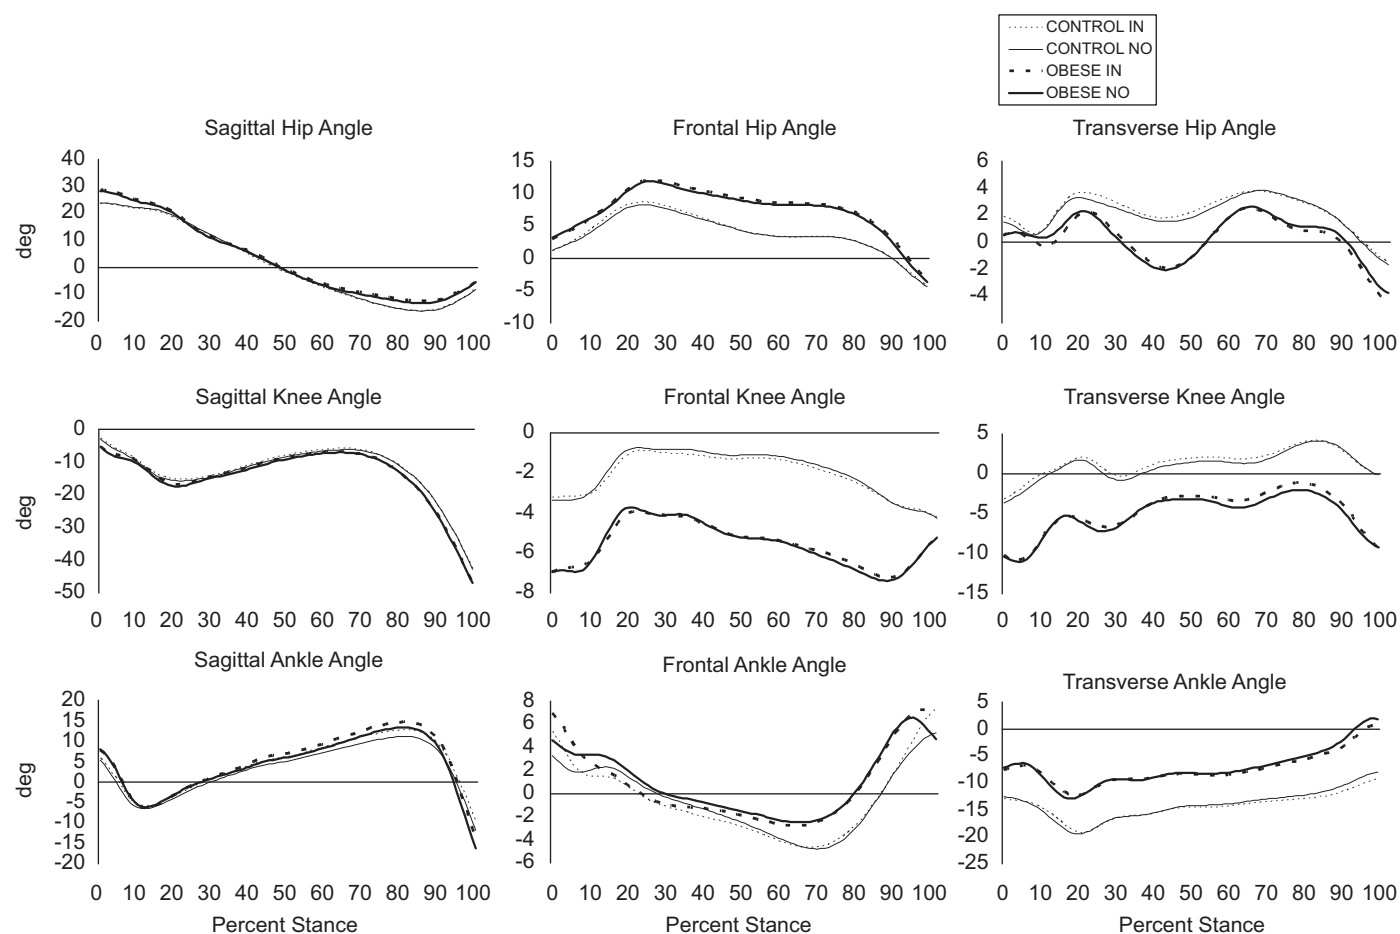 CONTROL IN
CONTROL NO
OBESE IN
OBESE NO
Sagittal Hip Angle
40
30
20
10
0
-10
-20
deg
0 10 20 30 40 50 60 70 80 90 100
Frontal Hip Angle
15
10
5
0
-5
-10
0 10 20 30 40 50 60 70 80 90 100
Transverse Hip Angle
6
4
2
0
-2
-4
0 10 20 30 40 50 60 70 80 90 100
Sagittal Knee Angle
0
-10
-20
-30
-40
-50
deg
0 10 20 30 40 50 60 70 80 90 100
Frontal Knee Angle
0
-2
-4
-6
-8
0 10 20 30 40 50 60 70 80 90 100
Transverse Knee Angle
5
0
-5
-10
-15
0 10 20 30 40 50 60 70 80 90 100
Sagittal Ankle Angle
20
15
10
5
0
-5
-10
-15
-20
deg
0 10 20 30 40 50 60 70 80 90 100
Percent Stance
Frontal Ankle Angle
8
6
4
2
0
-2
-4
-6
0 10 20 30 40 50 60 70 80 90 100
Percent Stance
Transverse Ankle Angle
5
0
-5
-10
-15
-20
-25
0 10 20 30 40 50 60 70 80 90 100
Percent Stance